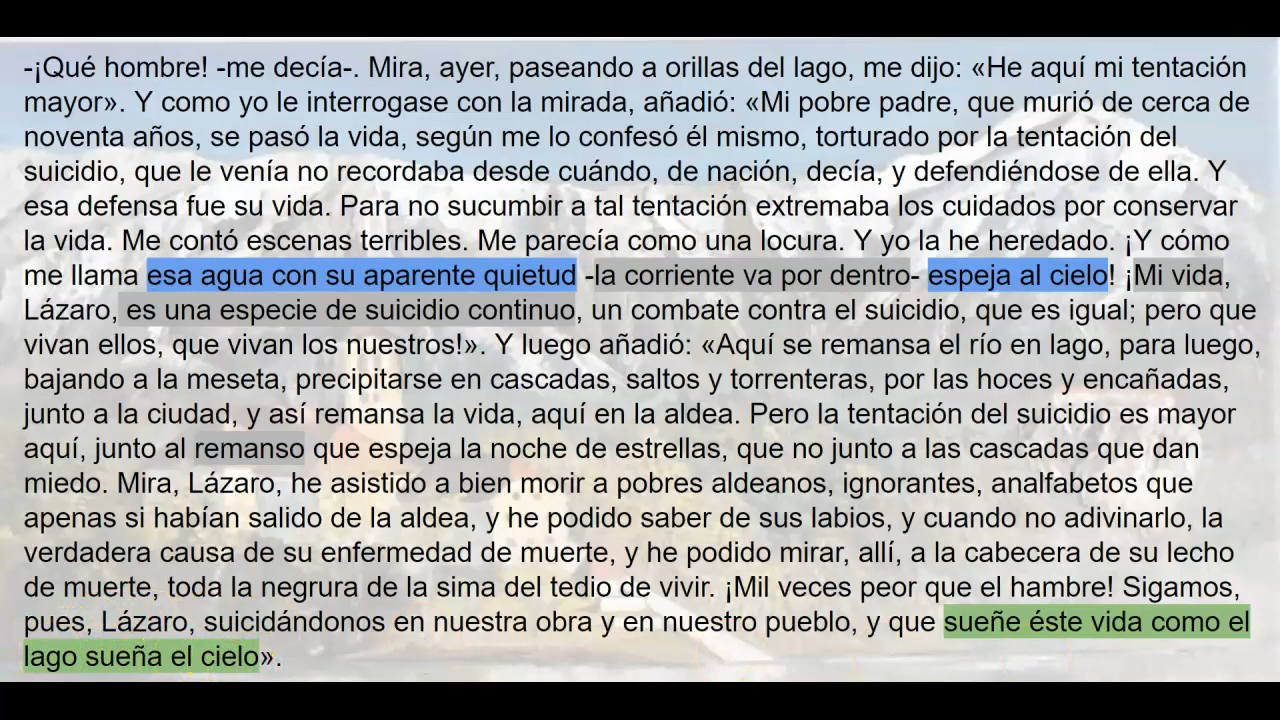 -¡Qué hombre! -me decía-. Mira, ayer, paseando a orillas del lago, me dijo: «He aquí mi tentación
mayor». Y como yo le interrogase con la mirada, añadió: «Mi pobre padre, que murió de cerca de
noventa años, se pasó la vida, según me lo confesó él mismo, torturado por la tentación del
suicidio, que le venía no recordaba desde cuándo, de nación, decía, y defendiéndose de ella. Y
esa defensa fue su vida. Para no sucumbir a tal tentación extremaba los cuidados por conservar
la vida. Me contó escenas terribles. Me parecía como una locura. Y yo la he heredado. ¡Y cómo
me llama esa agua con su aparente quietud -la corriente va por dentro- espeja al cielo! ¡Mi vida,
Lázaro, es una especie de suicidio continuo, un combate contra el suicidio, que es igual; pero que
vivan ellos, que vivan los nuestros!». Y luego añadió: «Aquí se remansa el río en lago, para luego,
bajando a la meseta, precipitarse en cascadas, saltos y torrenteras, por las hoces y encañadas,
junto a la ciudad, y así remansa la vida, aquí en la aldea. Pero la tentación del suicidio es mayor
aquí, junto al remanso que espeja la noche de estrellas, que no junto a las cascadas que dan
miedo. Mira, Lázaro, he asistido a bien morir a pobres aldeanos, ignorantes, analfabetos que
apenas si habían salido de la aldea, y he podido saber de sus labios, y cuando no adivinarlo, la
verdadera causa de su enfermedad de muerte, y he podido mirar, allí, a la cabecera de su lecho
de muerte, toda la negrura de la sima del tedio de vivir. ¡Mil veces peor que el hambre! Sigamos,
pues, Lázaro, suicidándonos en nuestra obra y en nuestro pueblo, y que sueñe éste vida como el
lago sueña el cielo».